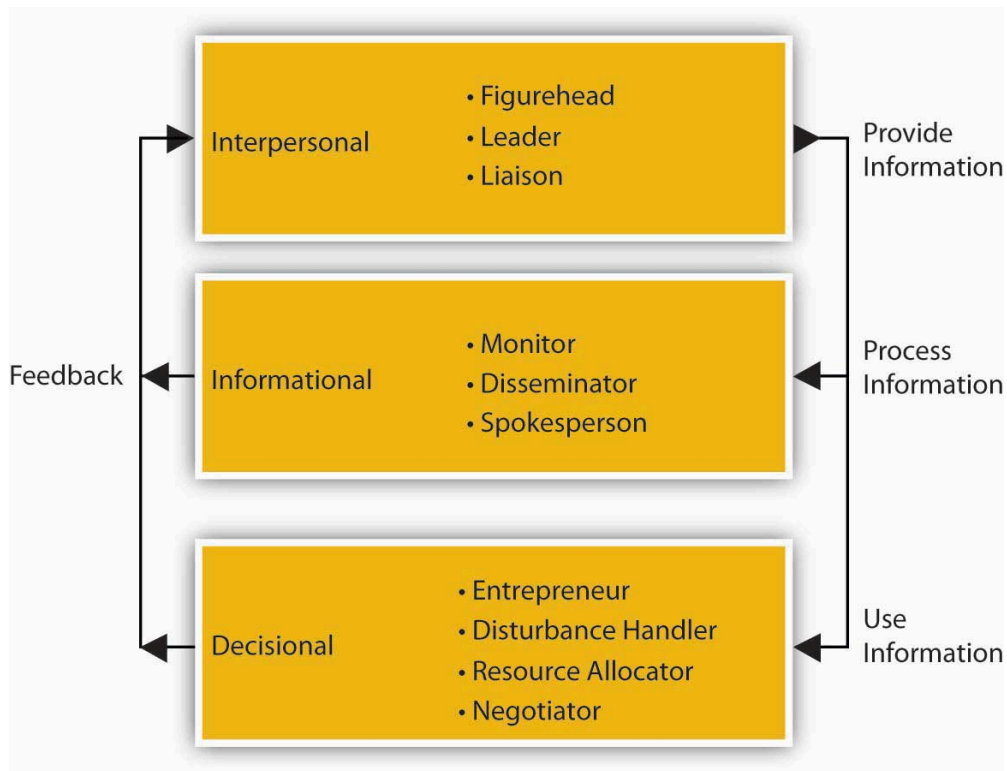 Interpersonal
• Figurehead
• Leader
• Liaison
Provide
Information
Feedback
Informational
• Monitor
• Disseminator
• Spokesperson
Process
Information
Decisional
• Entrepreneur
• Disturbance Handler
• Resource Allocator
• Negotiator
Use
Information